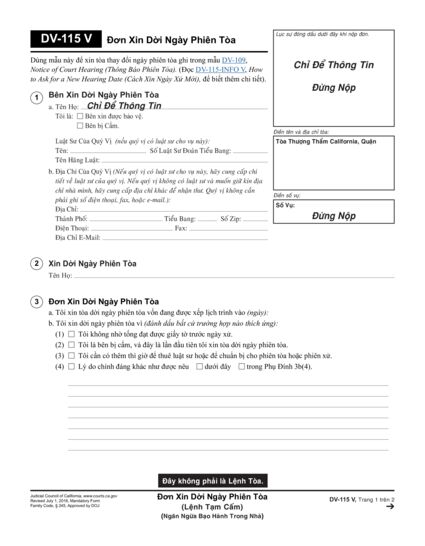 DV-115 V
Đơn Xin Dời Ngày Phiên Tòa
Lục sự đóng dấu dưới đây khi nộp đơn.
Chỉ Để Thông Tin
Đừng Nộp
Dùng mẫu này để xin tòa thay đổi ngày phiên tòa ghi trong mẫu DV-109,
Notice of Court Hearing (Thông Báo Phiên Tòa). (Đọc DV-115-INFO V, How
to Ask for a New Hearing Date (Cách Xin Ngày Xử Mới), để biết thêm chi tiết).
1 Bên Xin Dời Ngày Phiên Tòa
a. Tên Họ: Chỉ Để Thông Tin
Tôi là: Bên xin được bảo vệ.
Bên bị Cấm.
Luật Sư Của Quý Vị (nếu quý vị có luật sư cho vụ này):
Tên: Số Luật Sư Đoàn Tiểu Bang:
Tên Hãng Luật:
b. Địa Chỉ Của Quý Vị (Nếu quý vị có luật sư, hãy cung cấp chi
tiết về luật sư của quý vị. Nếu quý vị không có luật sư và muốn giữ kín địa
chỉ nhà mình, hãy cung cấp địa chỉ khác để nhận thư. Quý vị không cần
phải ghi số điện thoại, fax, hoặc e-mail.):
Địa Chỉ:
Thành Phố: Tiểu Bang: Số Zip:
Điện Thoại: Fax:
Địa Chỉ E-Mail:
Điền tên và địa chỉ tòa:
Tòa Thượng Thẩm California, Quận
Điền số vụ:
Số Vụ:
Đừng Nộp
2 Xin Dời Ngày Phiên Tòa
Tên Họ:
3 Đơn Xin Dời Ngày Phiên Tòa
a. Tôi xin tòa dời ngày phiên tòa vốn đang được xếp lịch trình vào (ngày):
b. Tôi xin dời ngày phiên tòa vì (đánh dấu bất cứ trường hợp nào thích ứng):
(1) Tôi không nhờ tống đạt được giấy tờ trước ngày xử.
(2) Tôi là bên bị cấm, và đây là lần đầu tiên tôi xin tòa dời ngày phiên tòa.
(3) Tôi cần có thêm thì giờ để thuê luật sư hoặc để chuẩn bị cho phiên tòa hoặc phiên xử.
(4) Lý do chính đáng khác như được nêu dưới đây trong Phụ Đính 3b(4).
Đây không phải là Lệnh Tòa.
Judicial Council of California, www.courts.ca.gov
Revised July 1, 2016, Mandatory Form
Family Code, § 245; Approved by DOJ
Đơn Xin Dời Ngày Phiên Tòa
(Lệnh Tạm Cấm)
(Ngăn Ngừa Bạo Hành Trong Nhà)
DV-115 V, Trang 1 trên 2